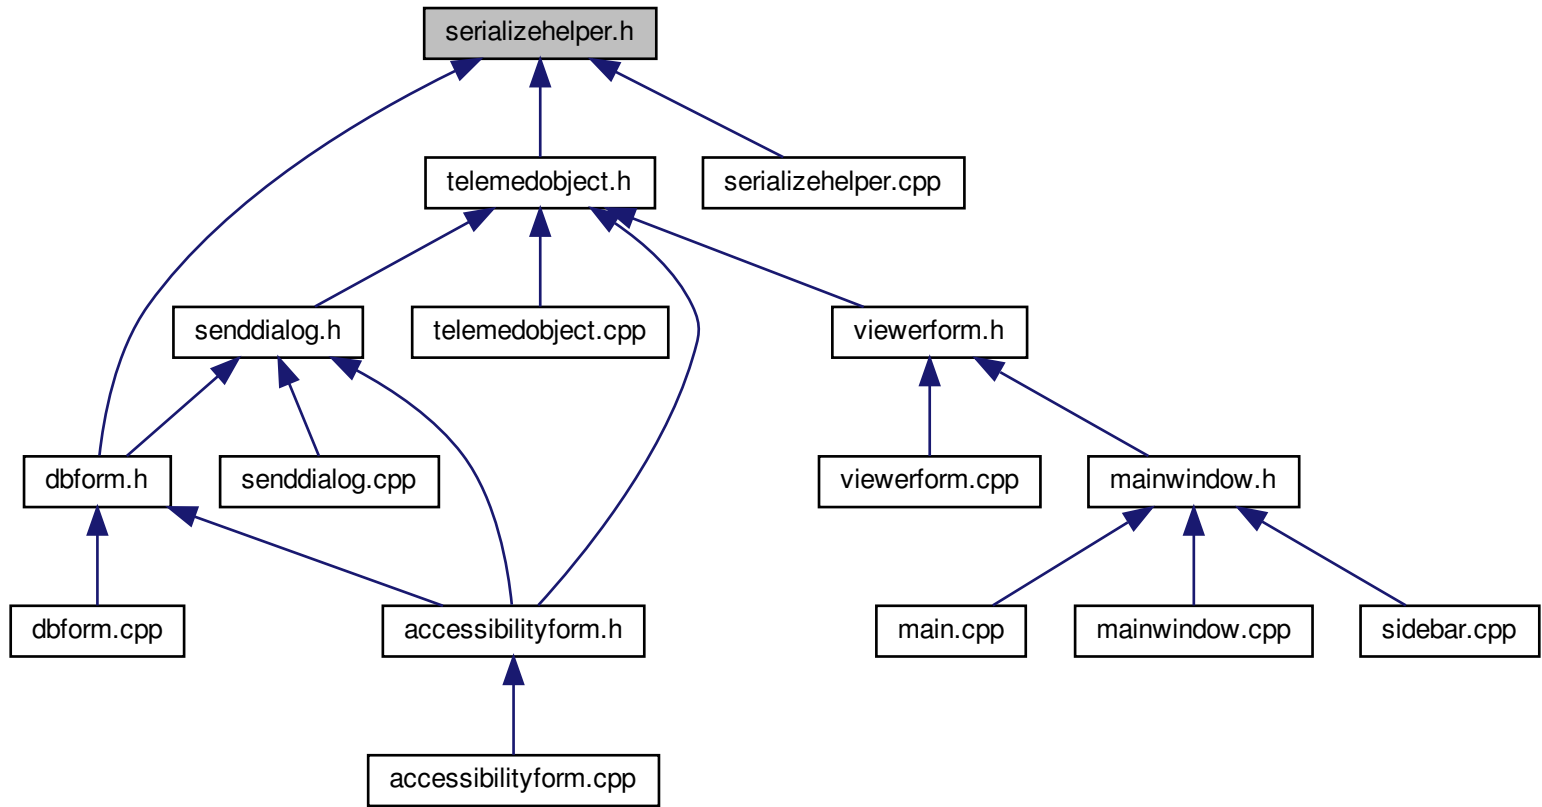 serializehelper.h
telemedobject.h
serializehelper.cpp
senddialog.h
telemedobject.cpp
viewerform.h
dbform.h
senddialog.cpp
viewerform.cpp
mainwindow.h
dbform.cpp
accessibilityform.h
main.cpp
mainwindow.cpp
sidebar.cpp
accessibilityform.cpp